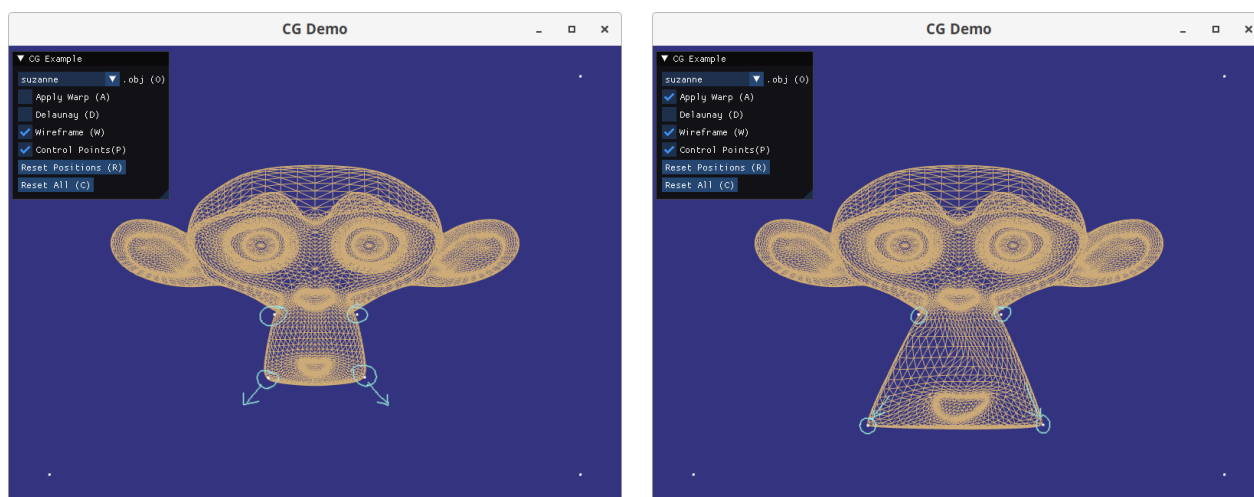 CG Demo
CG Example
suzanne .obj (O)
Apply Warp (A)
Delaunay (D)
Wireframe (W)
Control Points(P)
Reset Positions (R)
Reset All (C)
CG Demo
CG Example
suzanne .obj (O)
Apply Warp (A)
Delaunay (D)
Wireframe (W)
Control Points(P)
Reset Positions (R)
Reset All (C)